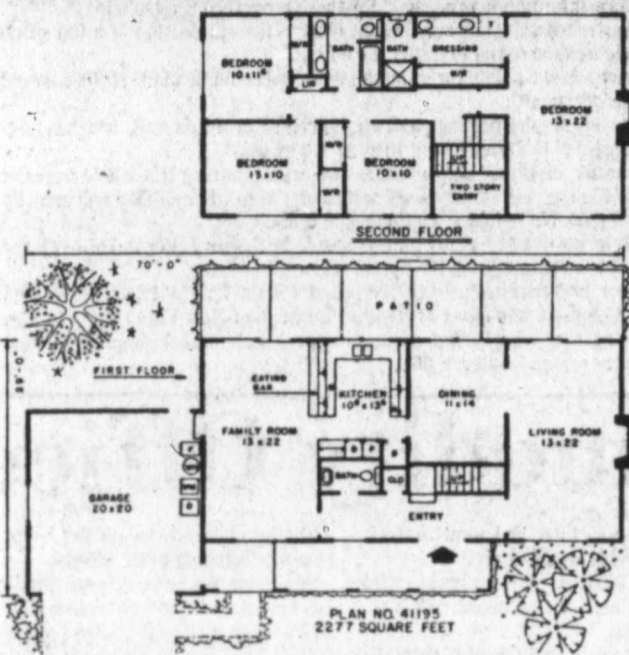 BEDROOM
10 x 11⁶
W/R
BATH
BATH
DRESSING
LIN
W/R
BEDROOM
13 x 22
BEDROOM
13 x 10
W/R
W/R
BEDROOM
10 x 10
TWO STORY
ENTRY
SECOND FLOOR
70'-0"
PATIO
FIRST FLOOR
EATING
BAR
KITCHEN
DINING
11 x 14
FAMILY ROOM
13 x 22
LIVING ROOM
13 x 22
GARAGE
20 x 20
BATH
CLO
ENTRY
PLAN NO. 41195
2277 SQUARE FEET